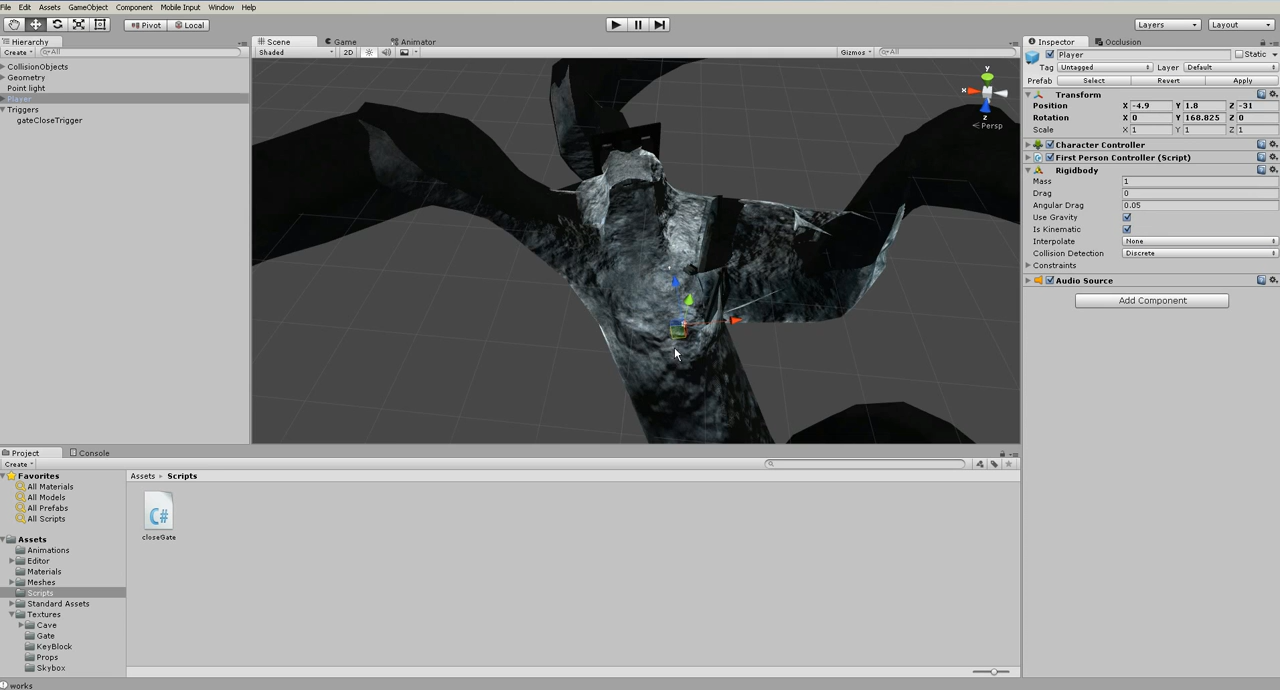 File Edit Assets GameObject Component Mobile Input Window Help
Pivot Local Layers Layout
Hierarchy
Create All
CollisionObjects
Geometry
Point light
Player
Triggers
gateCloseTrigger
Scene Game Animator
Shaded 2D Gizmos All
y
x
z
Persp
Inspector Occlusion
Player Static
Tag Untagged Layer Default
Prefab Select Revert Apply
Transform
Position X -4.9 Y 1.8 Z -31
Rotation X 0 Y 168.825 Z 0
Scale X 1 Y 1 Z 1
Character Controller
First Person Controller (Script)
Rigidbody
Mass 1
Drag 0
Angular Drag 0.05
Use Gravity
Is Kinematic
Interpolate None
Collision Detection Discrete
Constraints
Audio Source
Add Component
Project Console
Create
Favorites
All Materials
All Models
All Prefabs
All Scripts
Assets
Animations
Editor
Materials
Meshes
Scripts
Standard Assets
Textures
Cave
Gate
KeyBlock
Props
Skybox
Assets Scripts
C#
closeGate
works